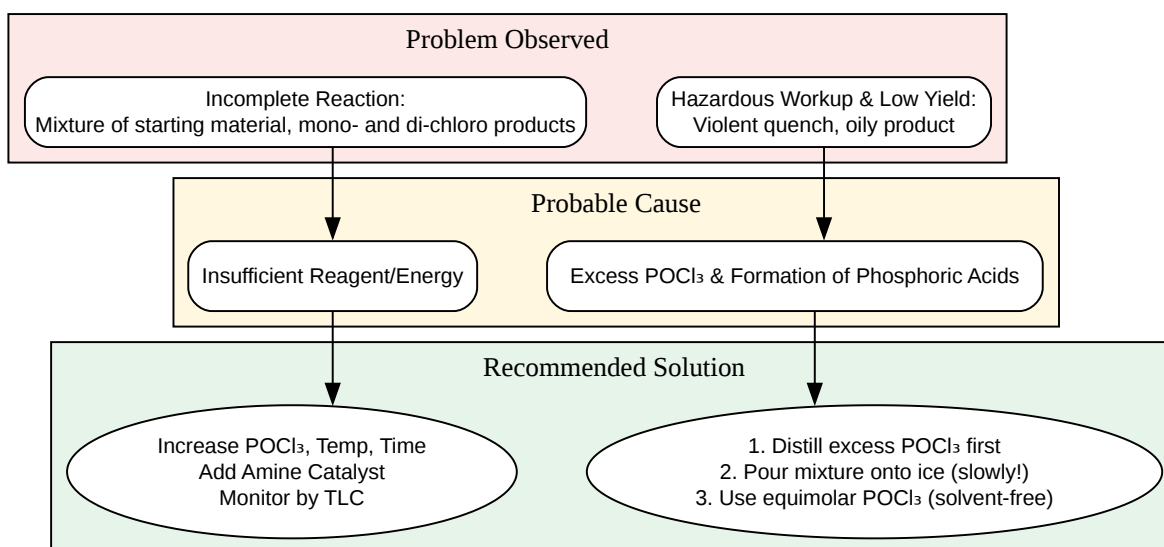 Problem Observed
Incomplete Reaction:
Mixture of starting material, mono- and di-chloro products
Hazardous Workup & Low Yield:
Violent quench, oily product
Probable Cause
Insufficient Reagent/Energy
Excess POCl₃ & Formation of Phosphoric Acids
Recommended Solution
Increase POCl₃, Temp, Time
Add Amine Catalyst
Monitor by TLC
1. Distill excess POCl₃ first
2. Pour mixture onto ice (slowly!)
3. Use equimolar POCl₃ (solvent-free)